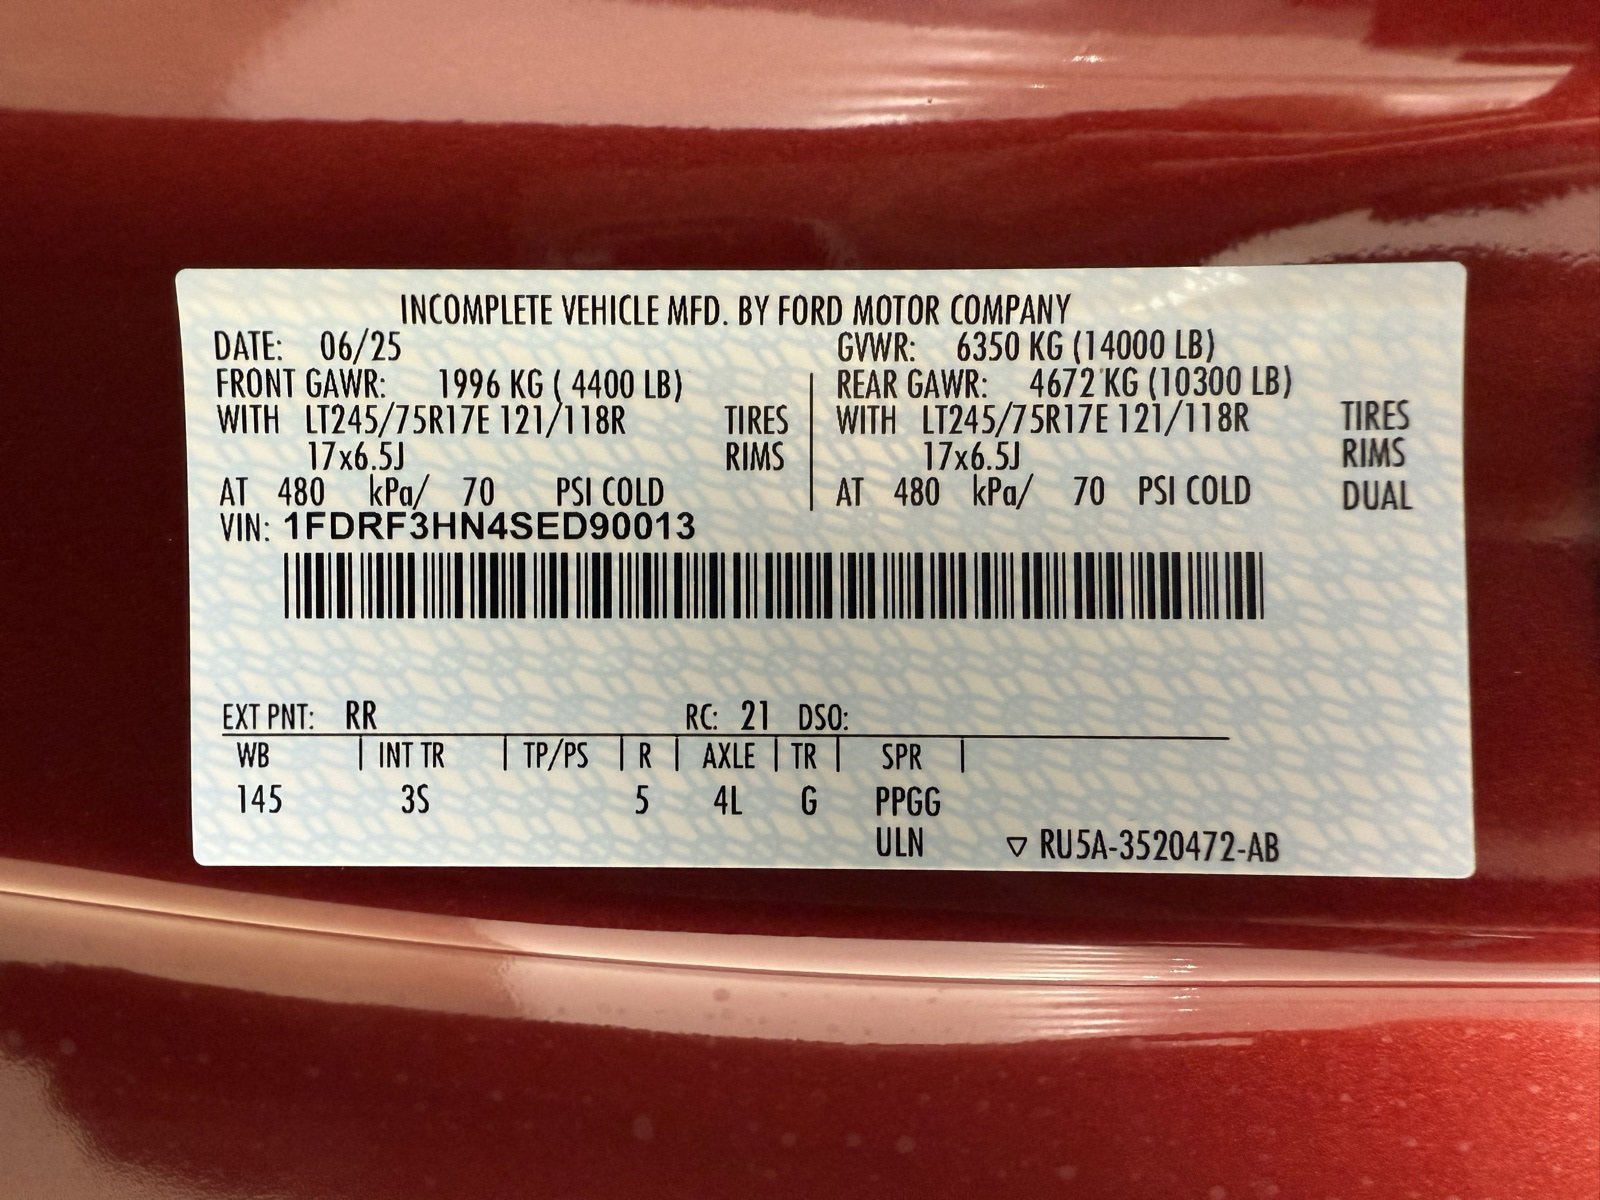 INCOMPLETE VEHICLE MFD. BY FORD MOTOR COMPANY
DATE: 06/25 GVWR: 6350 KG (14000 LB)
FRONT GAWR: 1996 KG ( 4400 LB) REAR GAWR: 4672 KG (10300 LB)
WITH LT245/75R17E 121/118R TIRES WITH LT245/75R17E 121/118R TIRES
17x6.5J RIMS 17x6.5J RIMS
AT 480 kPa/ 70 PSI COLD AT 480 kPa/ 70 PSI COLD DUAL
VIN: 1FDRF3HN4SED90013
EXT PNT: RR RC: 21 DSO:
WB INT TR TP/PS R AXLE TR SPR
145 3S 5 4L G PPGG
ULN ▽ RU5A-3520472-AB